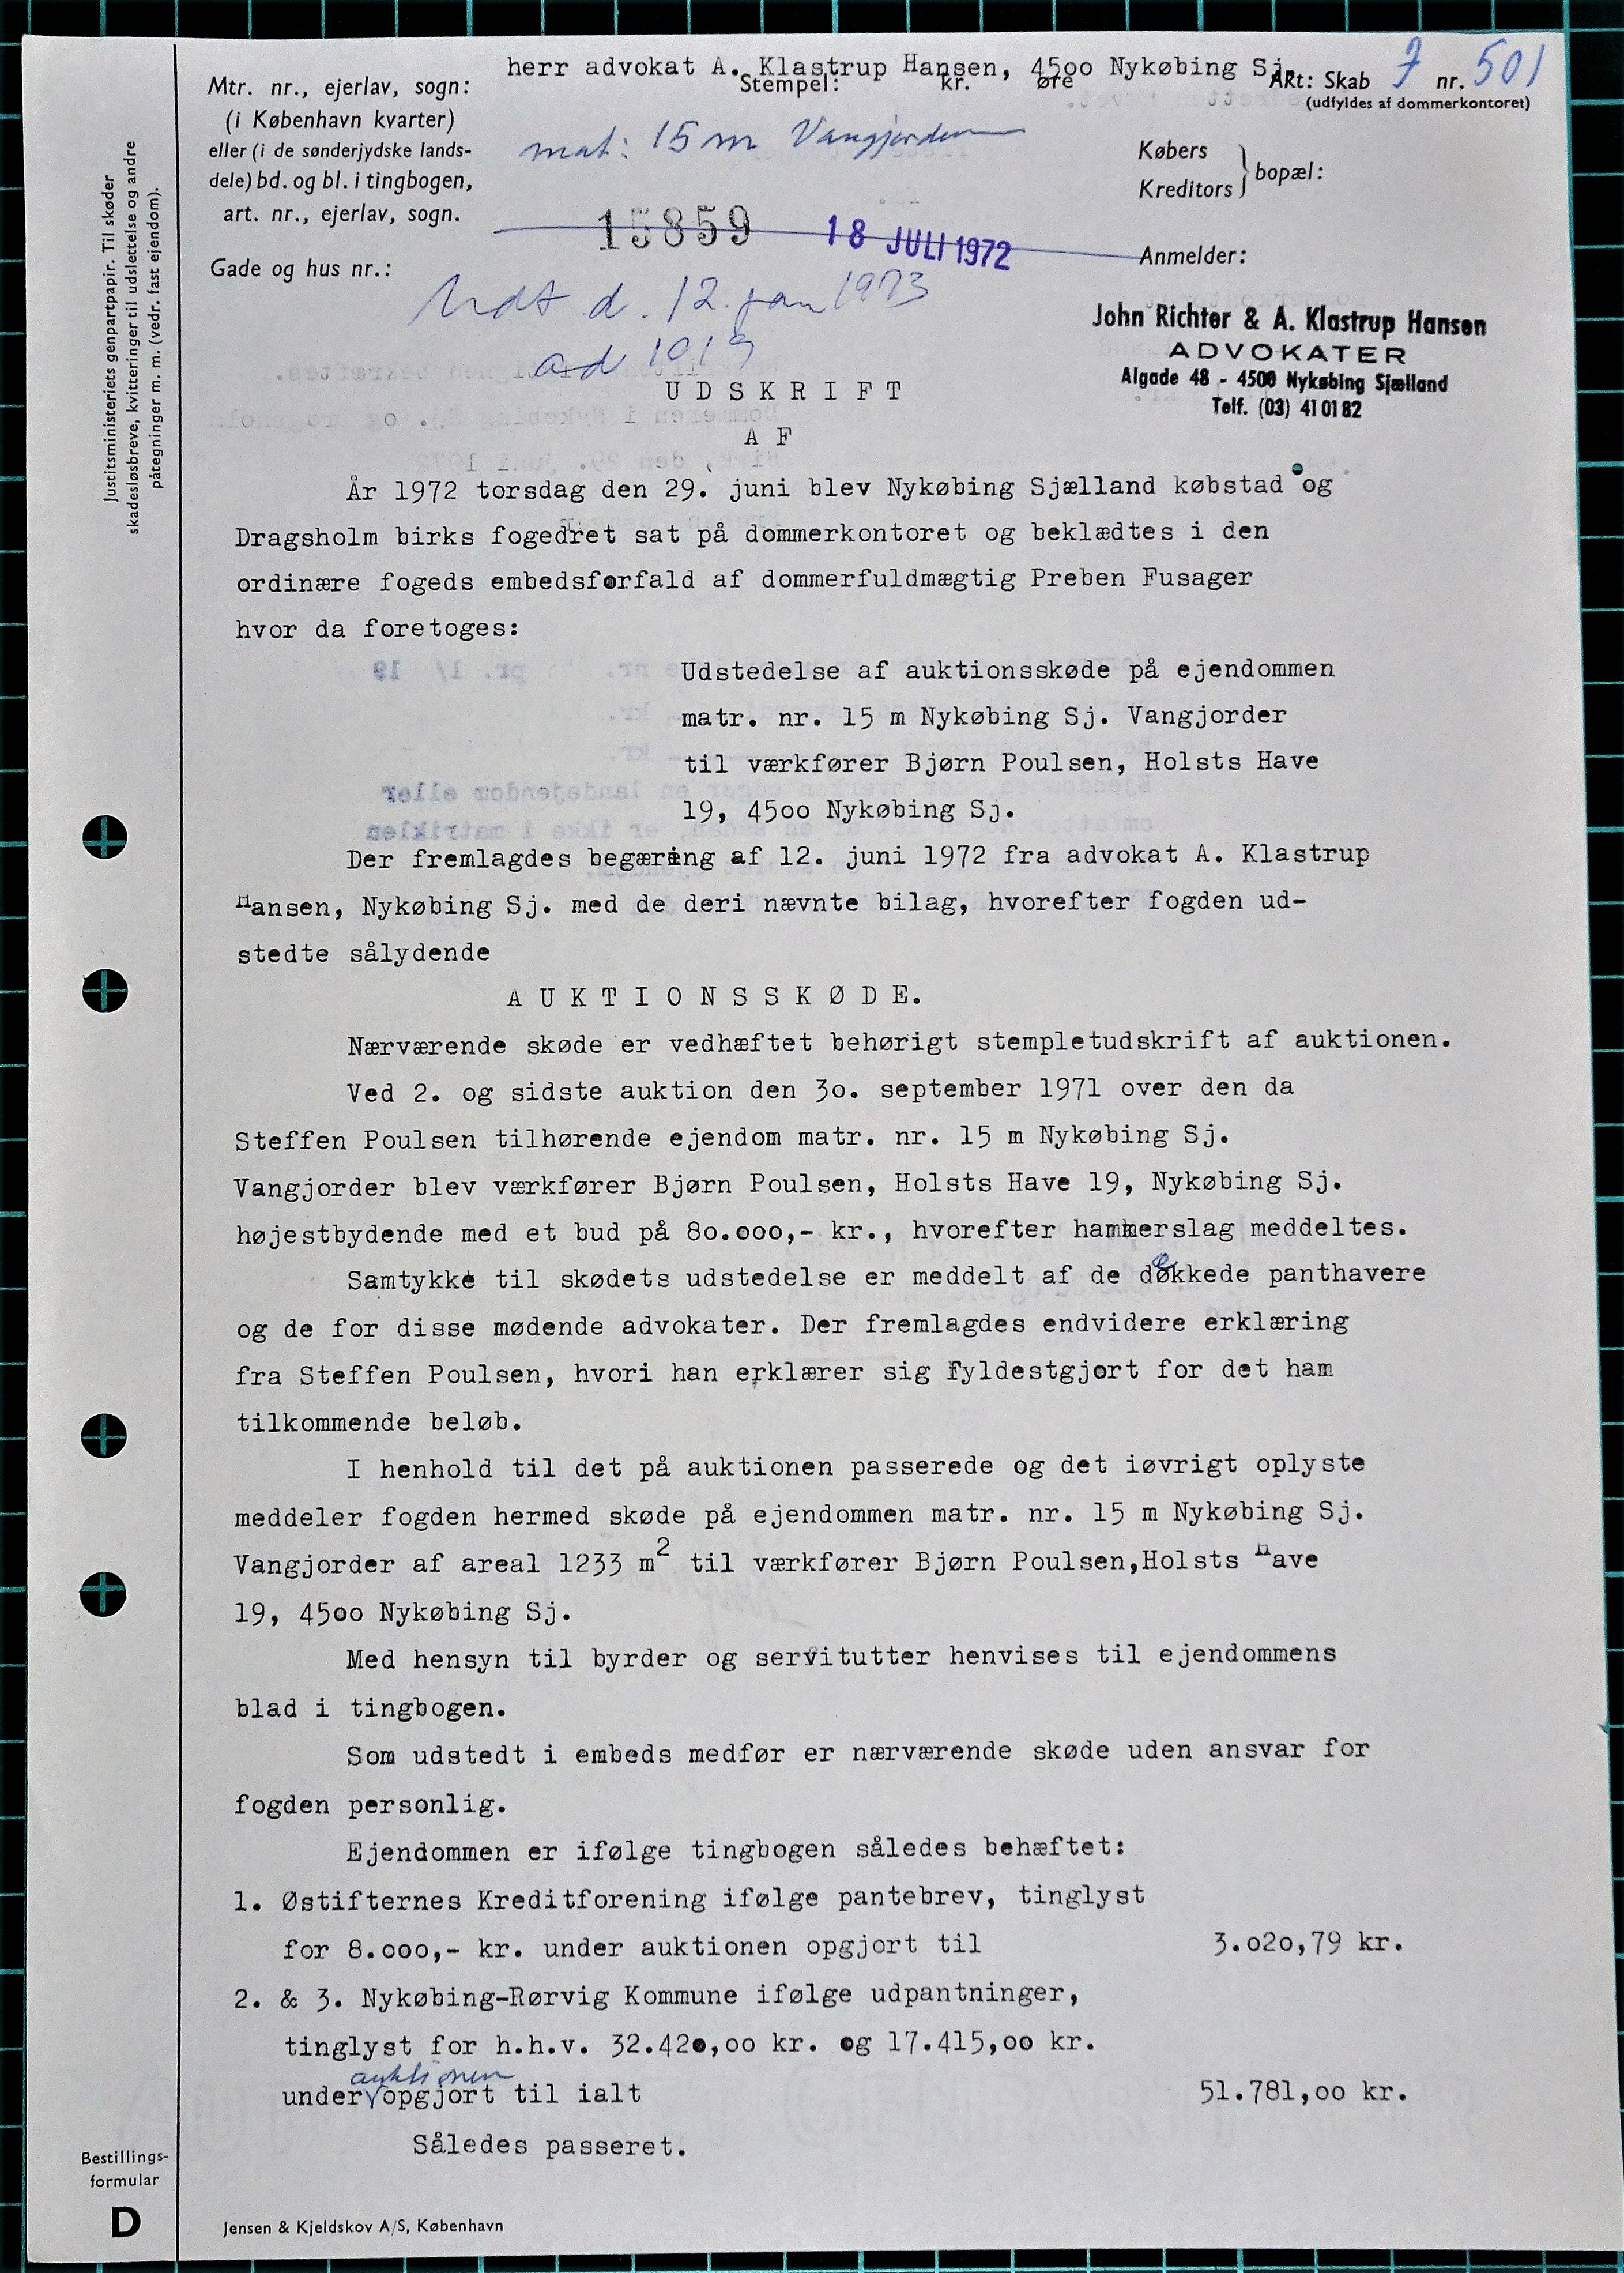 herr advokat A. Klastrup Hansen, 45oo Nykøbing Sj.
Mtr. nr., ejerlav, sogn:
(i København kvarter)
eller (i de sønderjydske lands-
dele) bd. og bl. i tingbogen,
art. nr., ejerlav, sogn.
Gade og hus nr.:
Stempel: kr. øre
Akt: Skab 7 nr. 501
(udfyldes af dommerkontoret)
mat: 15 m Vangjorden
Købers
Kreditors } bopæl:
15859 18 JULI 1972
Anmelder:
d. 12. jan 1973
ad 1019
John Richter & A. Klastrup Hansen
ADVOKATER
Algade 48 - 4500 Nykøbing Sjælland
Telf. (03) 41 01 82
Justitsministeriets genpartpapir. Til skøder
skadesløsbreve, kvitteringer til udslettelse og andre
påtegninger m. m. (vedr. fast ejendom).
UDSKRIFT
AF
År 1972 torsdag den 29. juni blev Nykøbing Sjælland købstad og
Dragsholm birks fogedret sat på dommerkontoret og beklædtes i den
ordinære fogeds embedsforfald af dommerfuldmægtig Preben Fusager
hvor da foretoges:
Udstedelse af auktionsskøde på ejendommen
matr. nr. 15 m Nykøbing Sj. Vangjorder
til værkfører Bjørn Poulsen, Holsts Have
19, 45oo Nykøbing Sj.
Der fremlagdes begæring af 12. juni 1972 fra advokat A. Klastrup
Hansen, Nykøbing Sj. med de deri nævnte bilag, hvorefter fogden ud-
stedte sålydende
AUKTIONSSKØDE.
Nærværende skøde er vedhæftet behørigt stempletudskrift af auktionen.
Ved 2. og sidste auktion den 3o. september 1971 over den da
Steffen Poulsen tilhørende ejendom matr. nr. 15 m Nykøbing Sj.
Vangjorder blev værkfører Bjørn Poulsen, Holsts Have 19, Nykøbing Sj.
højestbydende med et bud på 8o.ooo,- kr., hvorefter hammerslag meddeltes.
Samtykke til skødets udstedelse er meddelt af de dækkede panthavere
og de for disse mødende advokater. Der fremlagdes endvidere erklæring
fra Steffen Poulsen, hvori han erklærer sig fyldestgjort for det ham
tilkommende beløb.
I henhold til det på auktionen passerede og det iøvrigt oplyste
meddeler fogden hermed skøde på ejendommen matr. nr. 15 m Nykøbing Sj.
Vangjorder af areal 1233 m2 til værkfører Bjørn Poulsen,Holsts Have
19, 45oo Nykøbing Sj.
Med hensyn til byrder og servitutter henvises til ejendommens
blad i tingbogen.
Som udstedt i embeds medfør er nærværende skøde uden ansvar for
fogden personlig.
Ejendommen er ifølge tingbogen således behæftet:
1. Østifternes Kreditforening ifølge pantebrev, tinglyst
for 8.ooo,- kr. under auktionen opgjort til 3.o2o,79 kr.
2. & 3. Nykøbing-Rørvig Kommune ifølge udpantninger,
tinglyst for h.h.v. 32.42o,oo kr. og 17.415,oo kr.
auktionen
under opgjort til ialt 51.781,oo kr.
Således passeret.
Bestillings-
formular
D
Jensen & Kjeldskov A/S, København